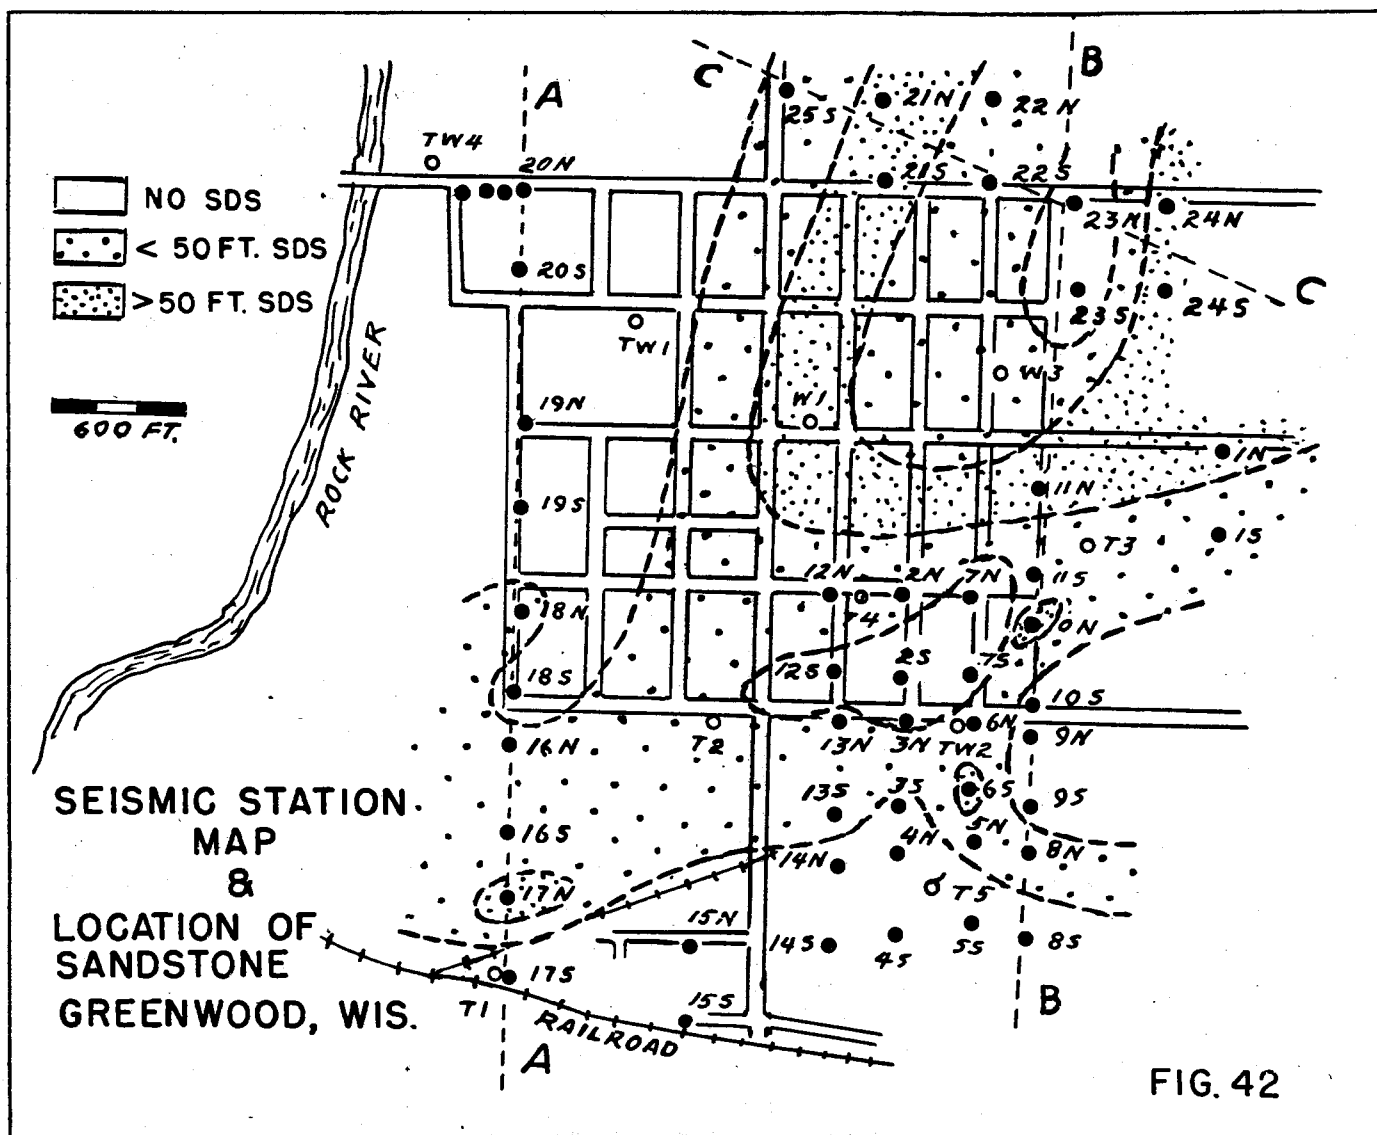 A
B
C
25S
21N
22N
TW4
20N
21S
22S
23N
24N
NO SDS
< 50 FT. SDS
> 50 FT. SDS
20S
23S
24S
C
TW1
W3
600 FT.
ROCK RIVER
19N
W1
1N
11N
19S
T3
1S
12N
2N
7N
11S
18N
T4
0N
18S
12S
2S
7S
10S
16N
T2
13N
3N
TW2
6N
9N
SEISMIC STATION
MAP
&
LOCATION OF
SANDSTONE
GREENWOOD, WIS.
13S
3S
6S
9S
16S
14N
4N
5N
8N
17N
T5
15N
14S
4S
5S
8S
T1
17S
15S
RAILROAD
A
B
FIG. 42